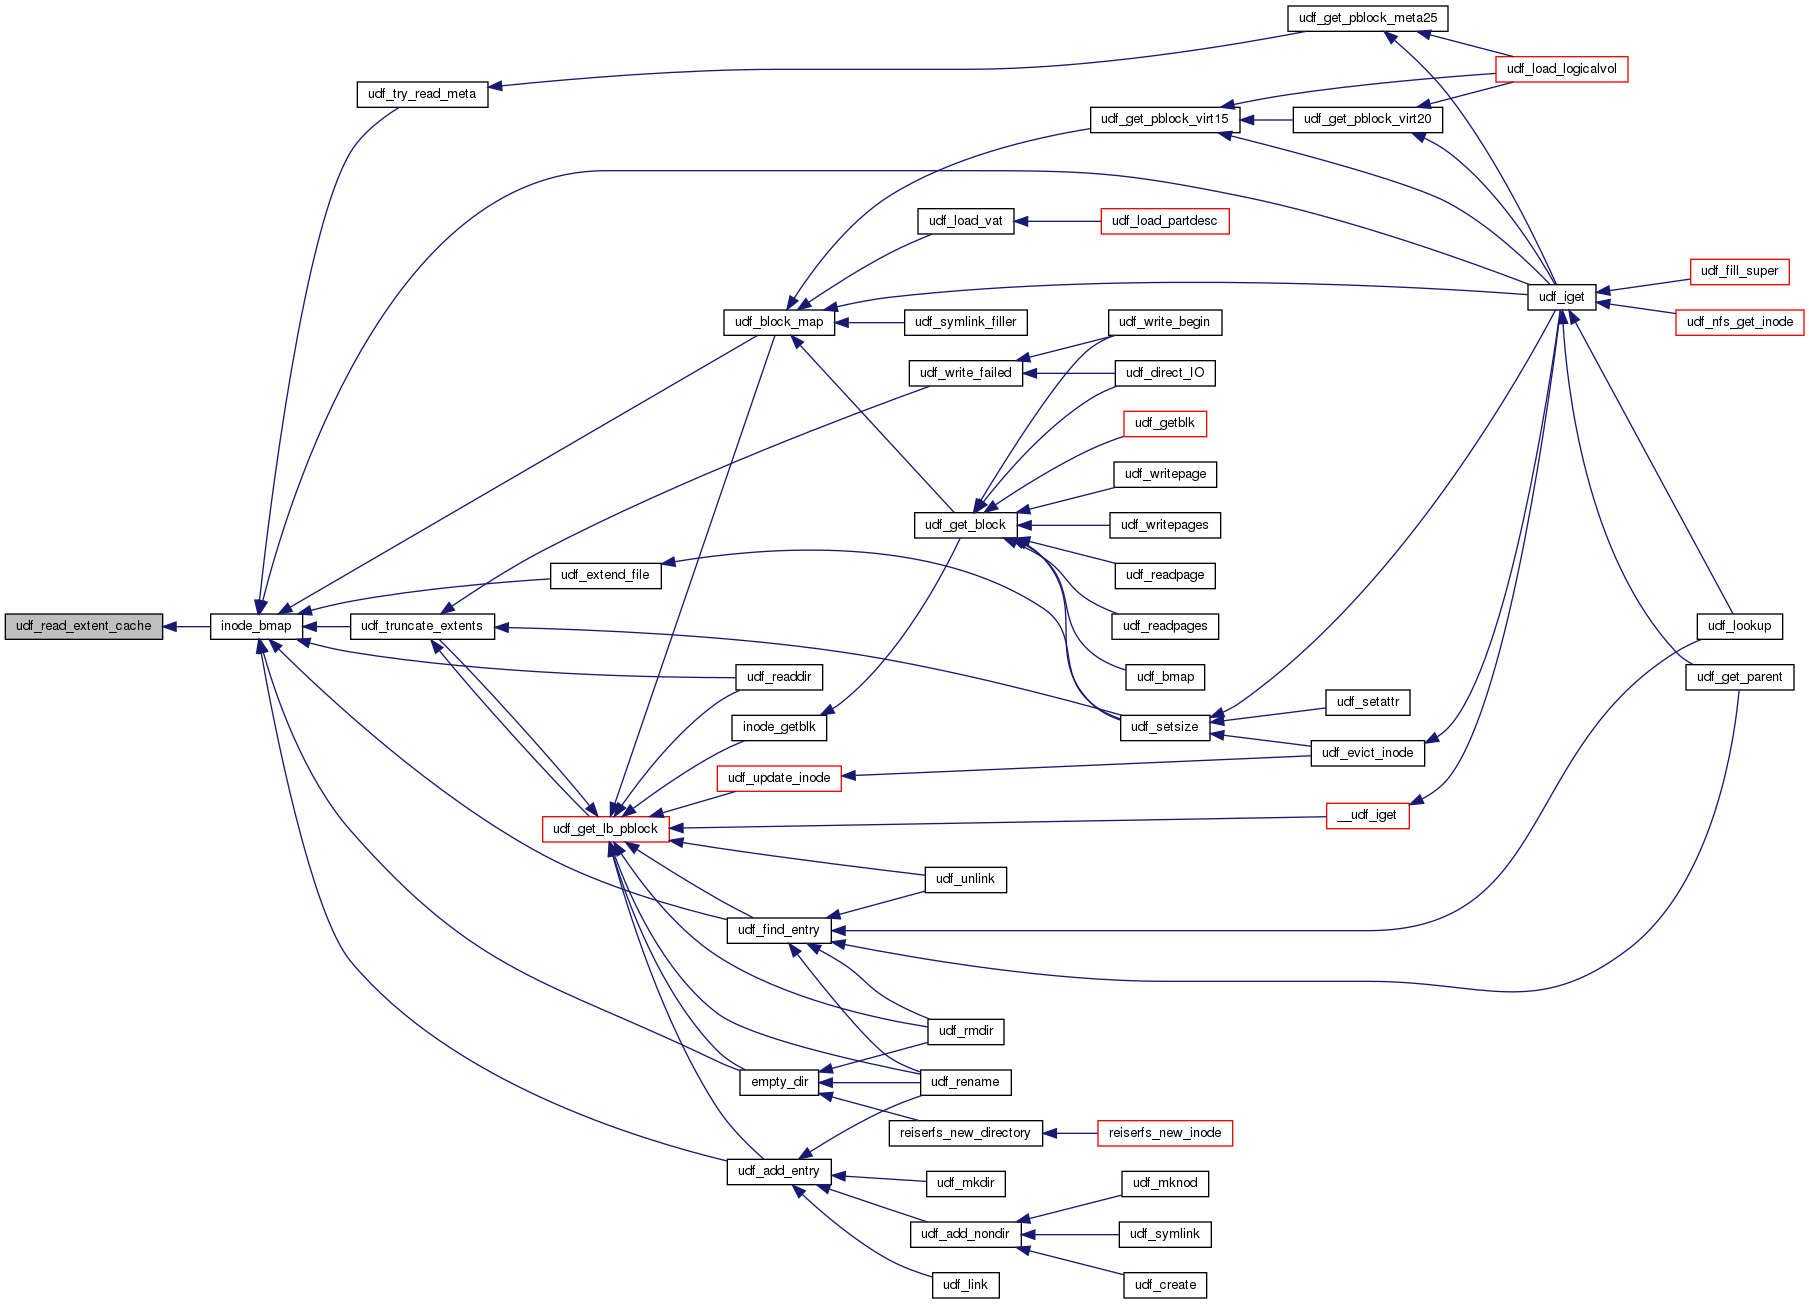 udf_get_pblock_meta25
udf_load_logicalvol
udf_try_read_meta
udf_get_pblock_virt15
udf_get_pblock_virt20
udf_load_vat
udf_load_partdesc
udf_fill_super
udf_iget
udf_nfs_get_inode
udf_block_map
udf_symlink_filler
udf_write_begin
udf_write_failed
udf_direct_IO
udf_getblk
udf_writepage
udf_get_block
udf_writepages
udf_extend_file
udf_readpage
udf_read_extent_cache
inode_bmap
udf_truncate_extents
udf_readpages
udf_lookup
udf_readdir
udf_bmap
udf_get_parent
udf_setattr
inode_getblk
udf_setsize
udf_evict_inode
udf_update_inode
udf_get_lb_pblock
__udf_iget
udf_unlink
udf_find_entry
udf_rmdir
empty_dir
udf_rename
reiserfs_new_directory
reiserfs_new_inode
udf_add_entry
udf_mkdir
udf_mknod
udf_add_nondir
udf_symlink
udf_link
udf_create